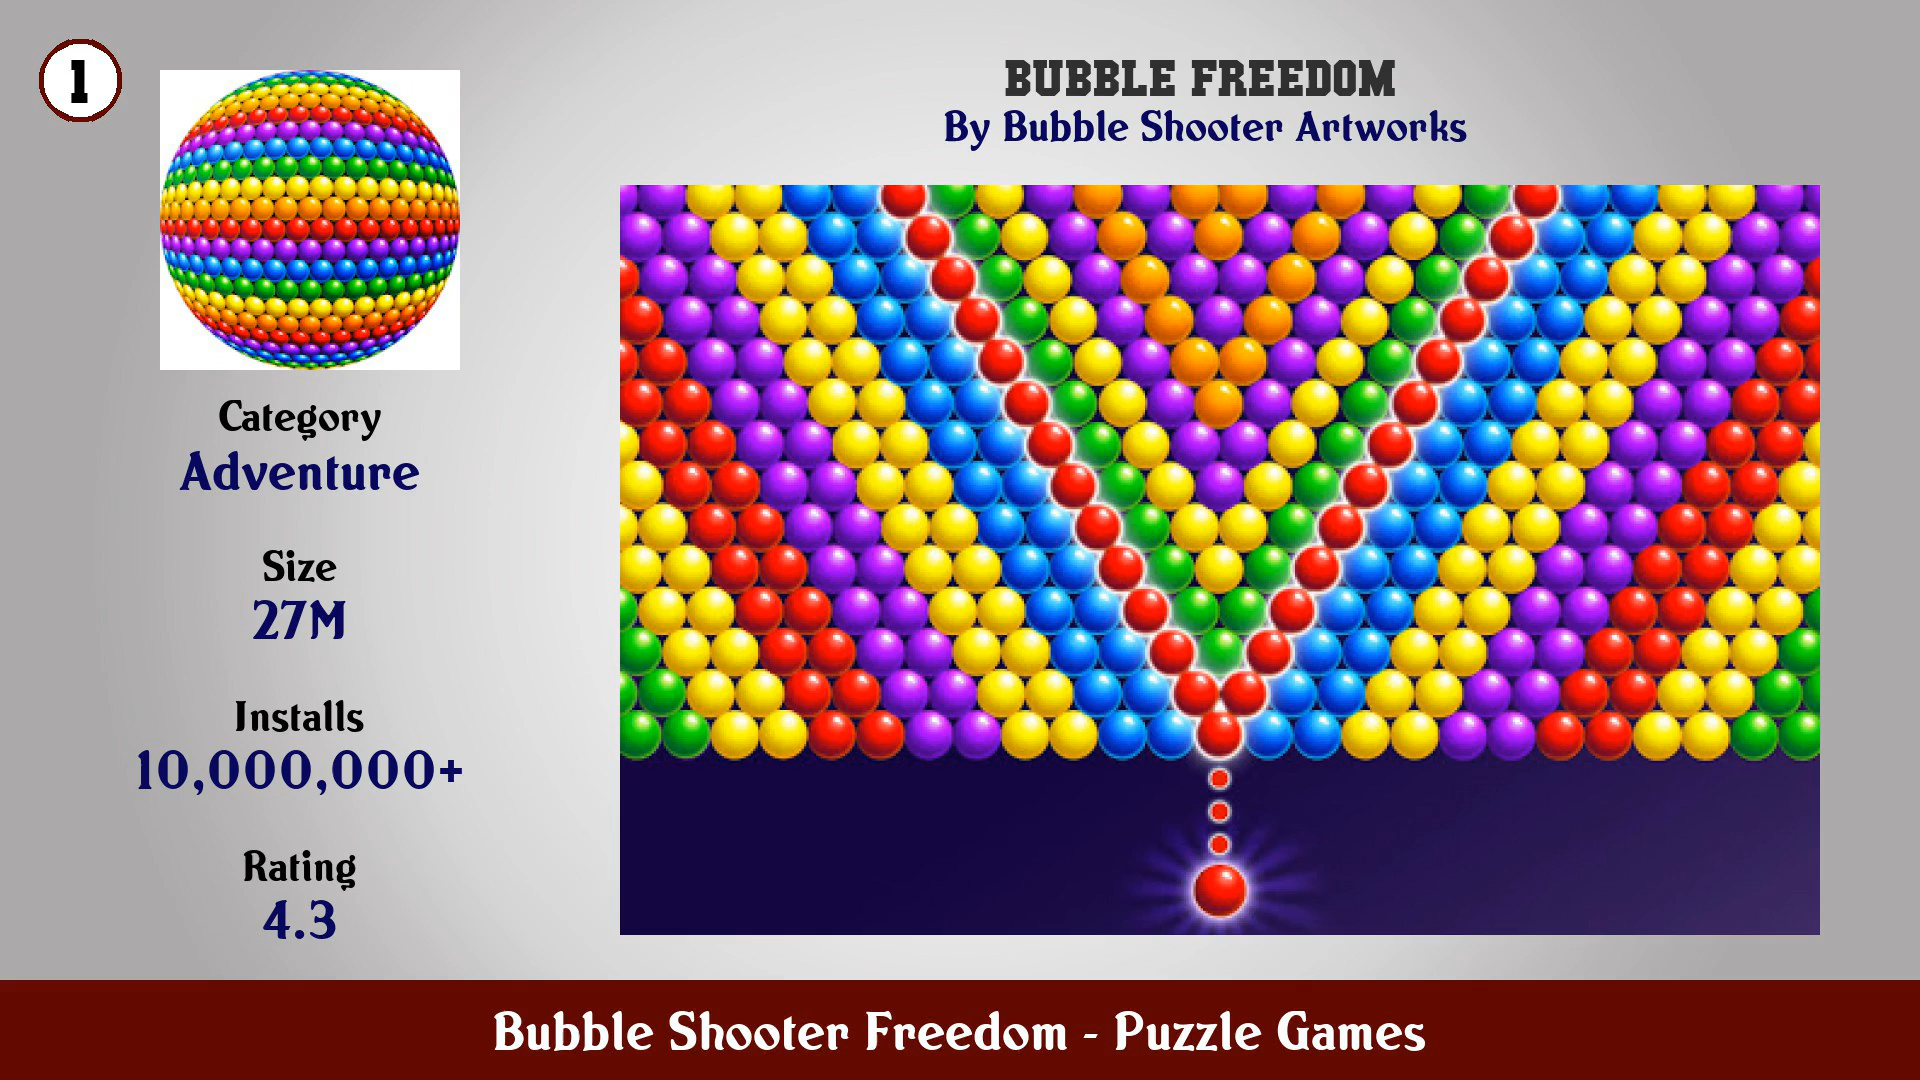 1
BUBBLE FREEDOM
By Bubble Shooter Artworks
Category
Adventure
Size
27M
Installs
10,000,000+
Rating
4.3
Bubble Shooter Freedom - Puzzle Games